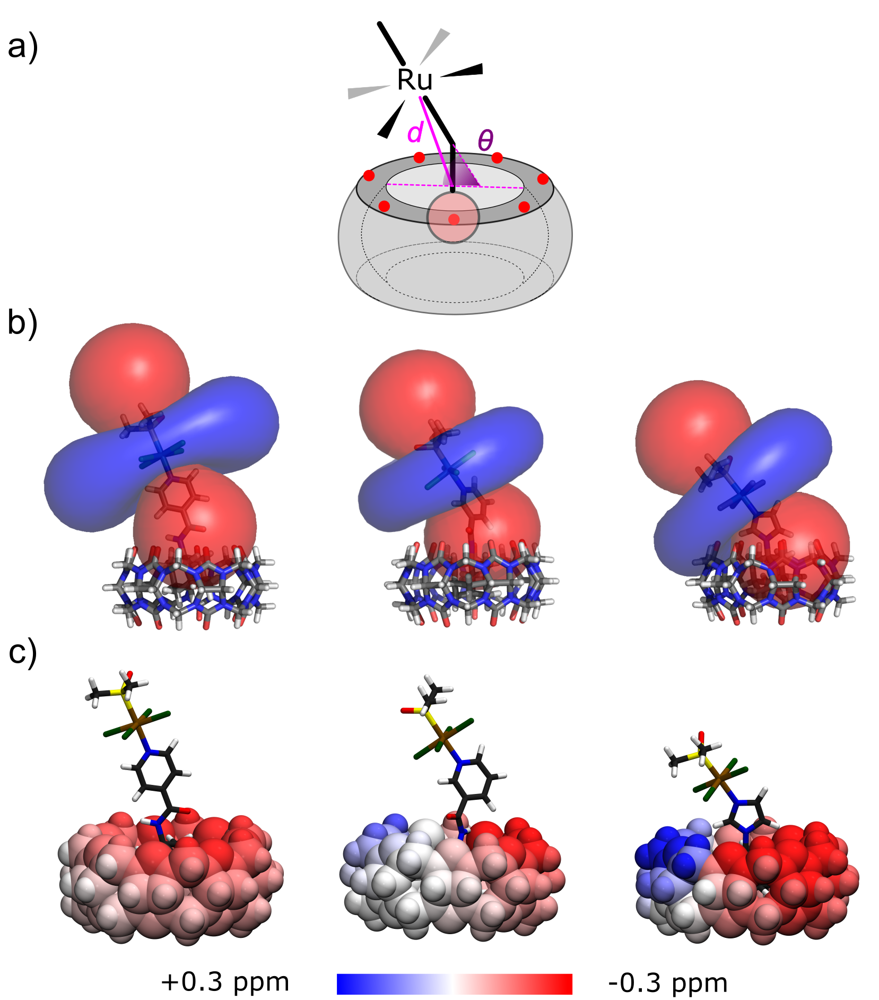 a)
Ru
d
θ
b)
c)
+0.3 ppm
-0.3 ppm